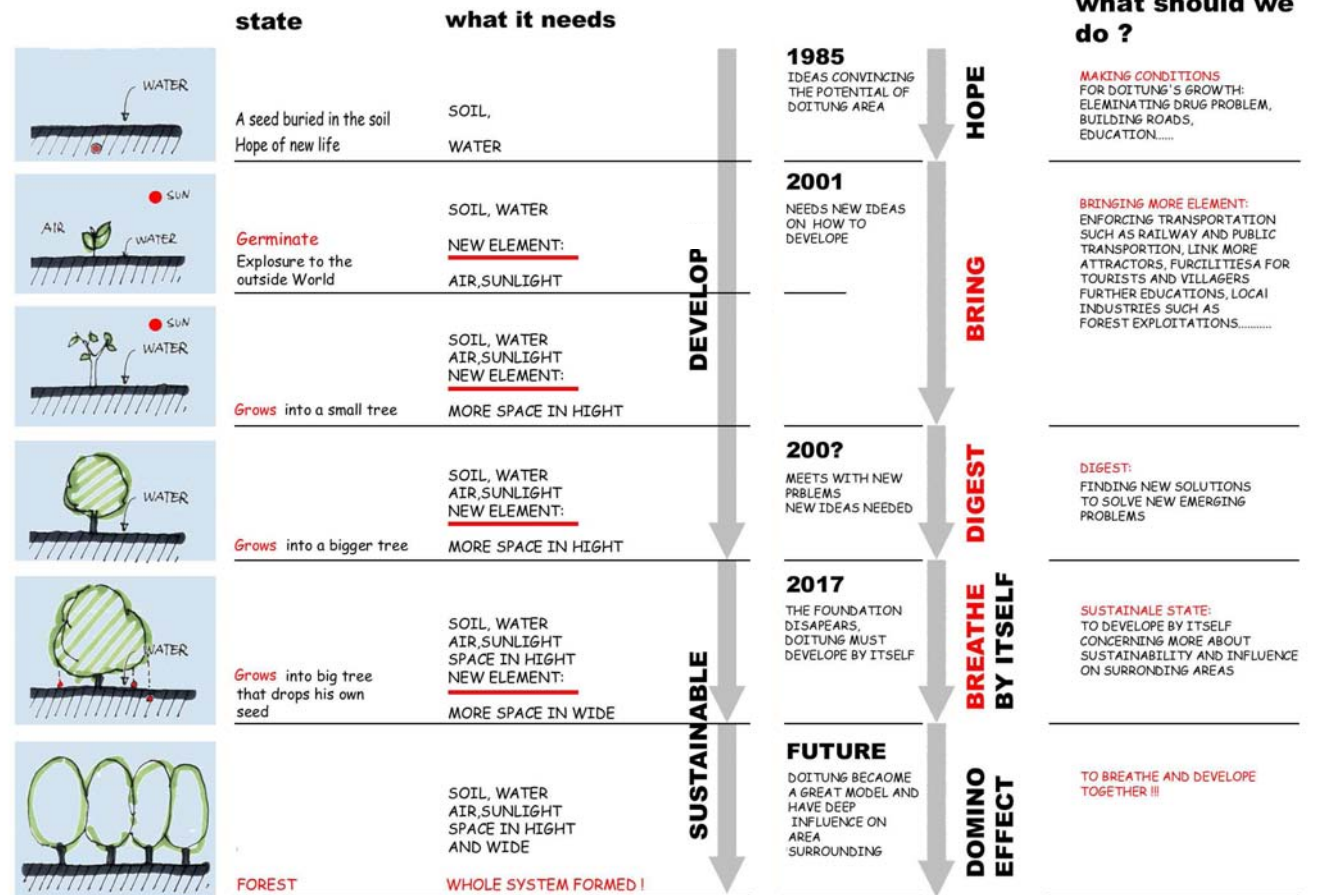 state
what it needs
what should we
do ?
WATER
A seed buried in the soil
Hope of new life
SOIL,
WATER
1985
IDEAS CONVINCING
THE POTENTIAL OF
DOITUNG AREA
HOPE
MAKING CONDITIONS
FOR DOITUNG'S GROWTH:
ELEMINATING DRUG PROBLEM,
BUILDING ROADS,
EDUCATION.....
SUN
AIR
WATER
Germinate
Explosure to the
outside World
SOIL, WATER
NEW ELEMENT:
AIR,SUNLIGHT
DEVELOP
2001
NEEDS NEW IDEAS
ON HOW TO
DEVELOPE
BRING
BRINGING MORE ELEMENT:
ENFORCING TRANSPORTATION
SUCH AS RAILWAY AND PUBLIC
TRANSPORTION, LINK MORE
ATTRACTORS, FURCILITIESA FOR
TOURISTS AND VILLAGERS
FURTHER EDUCATIONS, LOCAl
INDUSTRIES SUCH AS
FOREST EXPLOITATIONS...........
SUN
WATER
Grows into a small tree
SOIL, WATER
AIR,SUNLIGHT
NEW ELEMENT:
MORE SPACE IN HIGHT
WATER
Grows into a bigger tree
SOIL, WATER
AIR,SUNLIGHT
NEW ELEMENT:
MORE SPACE IN HIGHT
200?
MEETS WITH NEW
PRBLEMS
NEW IDEAS NEEDED
DIGEST
DIGEST:
FINDING NEW SOLUTIONS
TO SOLVE NEW EMERGING
PROBLEMS
WATER
Grows into big tree
that drops his own
seed
SOIL, WATER
AIR,SUNLIGHT
SPACE IN HIGHT
NEW ELEMENT:
MORE SPACE IN WIDE
SUSTAINABLE
2017
THE FOUNDATION
DISAPEARS,
DOITUNG MUST
DEVELOPE BY ITSELF
BREATHE
BY ITSELF
SUSTAINALE STATE:
TO DEVELOPE BY ITSELF
CONCERNING MORE ABOUT
SUSTAINABILITY AND INFLUENCE
ON SURRONDING AREAS
FOREST
SOIL, WATER
AIR,SUNLIGHT
SPACE IN HIGHT
AND WIDE
WHOLE SYSTEM FORMED !
FUTURE
DOITUNG BECAOME
A GREAT MODEL AND
HAVE DEEP
INFLUENCE ON
AREA
SURROUNDING
DOMINO
EFFECT
TO BREATHE AND DEVELOPE
TOGETHER !!!